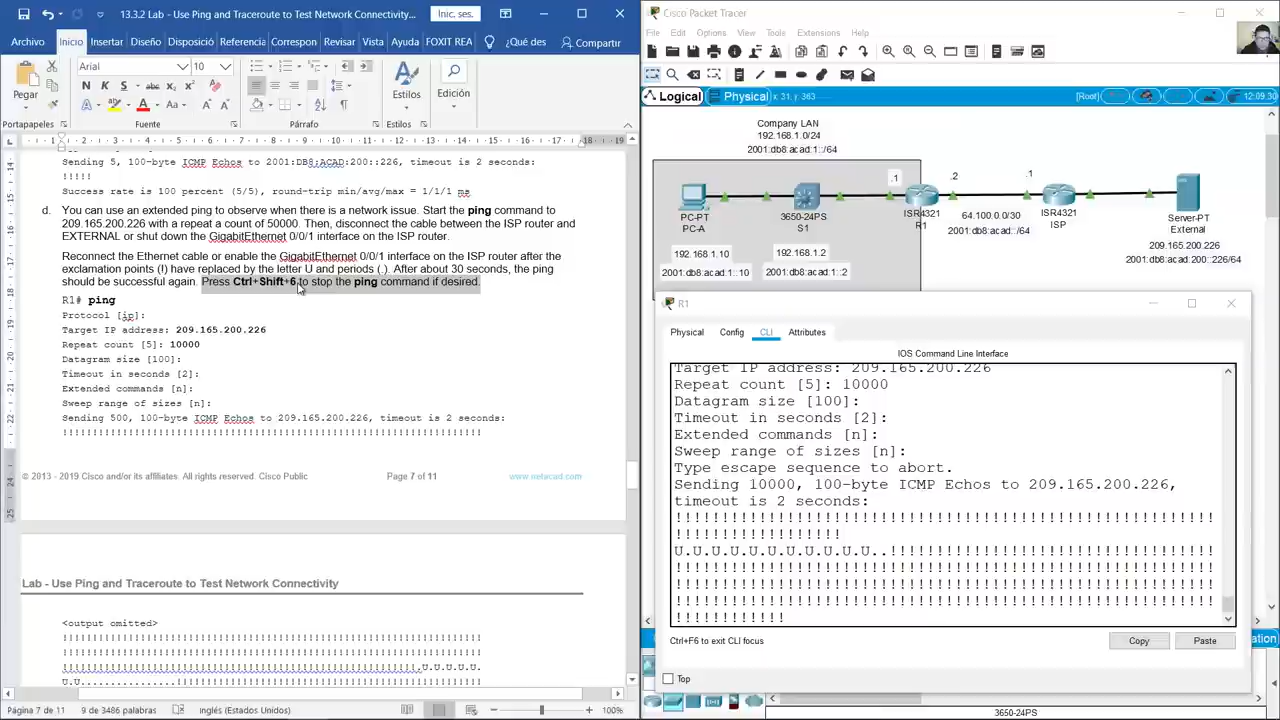 13.3.2 Lab - Use Ping and Traceroute to Test Network Connectivity
Inic. ses.
Archivo
Inicio
Insertar
Diseño
Disposición
Referencias
Correspondencia
Revisar
Vista
Ayuda
FOXIT REA
¿Qué des
Compartir
Pegar
Arial
10
Estilos
Edición
Portapapeles
Fuente
Párrafo
Estilos
Sending 5, 100-byte ICMP Echos to 2001:DB8:ACAD:200::226, timeout is 2 seconds:
!!!!!
Success rate is 100 percent (5/5), round-trip min/avg/max = 1/1/1 ms
d. You can use an extended ping to observe when there is a network issue. Start the ping command to
209.165.200.226 with a repeat a count of 50000. Then, disconnect the cable between the ISP router and
EXTERNAL or shut down the GigabitEthernet 0/0/1 interface on the ISP router.
Reconnect the Ethernet cable or enable the GigabitEthernet 0/0/1 interface on the ISP router after the
exclamation points (!) have replaced by the letter U and periods (.). After about 30 seconds, the ping
should be successful again. Press Ctrl+Shift+6 to stop the ping command if desired.
R1# ping
Protocol [ip]:
Target IP address: 209.165.200.226
Repeat count [5]: 10000
Datagram size [100]:
Timeout in seconds [2]:
Extended commands [n]:
Sweep range of sizes [n]:
Sending 500, 100-byte ICMP Echos to 209.165.200.226, timeout is 2 seconds:
!!!!!!!!!!!!!!!!!!!!!!!!!!!!!!!!!!!!!!!!!!!!!!!!!!!!!!!!!!!!!!!!!!!!!!
© 2013 - 2019 Cisco and/or its affiliates. All rights reserved. Cisco Public
Page 7 of 11
www.netacad.com
Lab - Use Ping and Traceroute to Test Network Connectivity
<output omitted>
!!!!!!!!!!!!!!!!!!!!!!!!!!!!!!!!!!!!!!!!!!!!!!!!!!!!!!!!!!!!!!!!!!!!!!
!!!!!!!!!!!!!!!!!!!!!!!!!!!!!!!!!!!!!!!!!!!!!!!!!!!!!!!!!!!!!!!!!!!!!!
!!!!!!!!!!!!!!!!!!!!!!!!!!!!!!!!!!!!!!!!!!!!!!!!!!!!!!!!!!!!.U.U.U.U.
U.U................!!!!!!!!!!!!!!!!!!!!!!!!!!!!!!!!!!!!!!!!!!!!!!!!!!!
Página 7 de 11
9 de 3486 palabras
inglés (Estados Unidos)
100%
Cisco Packet Tracer
File Edit Options View Tools Extensions Help
Logical
Physical
x: 31, y: 363
[Root]
12:09:30
Company LAN
192.168.1.0/24
2001:db8:acad:1::/64
.1
.2
.1
PC-PT
PC-A
3650-24PS
S1
ISR4321
R1
64.100.0.0/30
2001:db8:acad::/64
ISR4321
ISP
Server-PT
External
209.165.200.226
2001:db8:acad:200::226/64
192.168.1.10
2001:db8:acad:1::10
192.168.1.2
2001:db8:acad:1::2
R1
Physical Config CLI Attributes
IOS Command Line Interface
Target IP address: 209.165.200.226
Repeat count [5]: 10000
Datagram size [100]:
Timeout in seconds [2]:
Extended commands [n]:
Sweep range of sizes [n]:
Type escape sequence to abort.
Sending 10000, 100-byte ICMP Echos to 209.165.200.226,
timeout is 2 seconds:
!!!!!!!!!!!!!!!!!!!!!!!!!!!!!!!!!!!!!!!!!!!!!!!!!!!!!!!!!!
!!!!!!!!!!!!!!!!!!
U.U.U.U.U.U.U.U.U.U.U..!!!!!!!!!!!!!!!!!!!!!!!!!!!!!!!!!!!
!!!!!!!!!!!!!!!!!!!!!!!!!!!!!!!!!!!!!!!!!!!!!!!!!!!!!!!!!!
!!!!!!!!!!!!!!!!!!!!!!!!!!!!!!!!!!!!!!!!!!!!!!!!!!!!!!!!!!
!!!!!!!!!!!!!!!!!!!!!!!!!!!!!!!!!!!!!!!!!!!!!!!!!!!!!!!!!!
!!!!!!!!!!!!
Ctrl+F6 to exit CLI focus
Copy
Paste
Top
3650-24PS